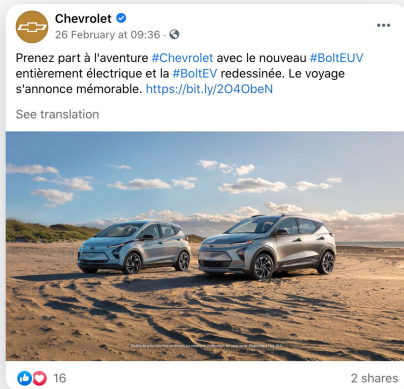 Chevrolet
26 February at 09:36 ·
Prenez part à l'aventure #Chevrolet avec le nouveau #BoltEUV
entièrement électrique et la #BoltEV redessinée. Le voyage
s'annonce mémorable. https://bit.ly/2O4ObeN
See translation
16
2 shares